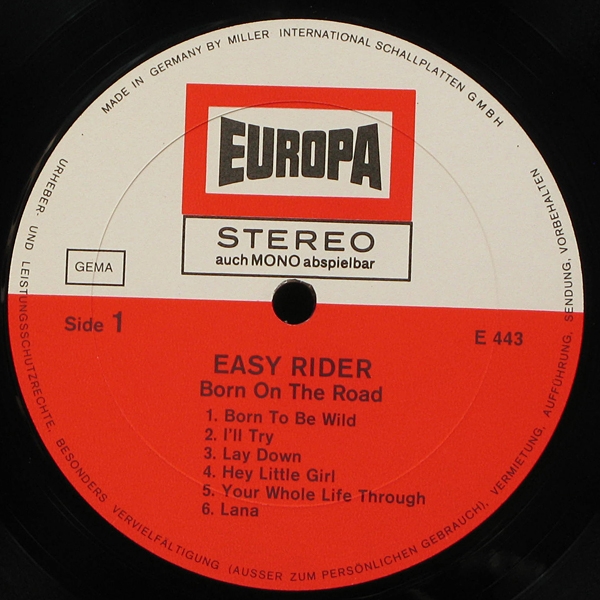 MADE IN GERMANY BY MILLER INTERNATIONAL SCHALLPLATTEN GMBH
EUROPA
STEREO
auch MONO abspielbar
GEMA
Side 1
E 443
EASY RIDER
Born On The Road
1. Born To Be Wild
2. I'll Try
3. Lay Down
4. Hey Little Girl
5. Your Whole Life Through
6. Lana
URHEBER- UND LEISTUNGSSCHUTZRECHTE, BESONDERS VERVIELFÄLTIGUNG (AUSSER ZUM PERSÖNLICHEN GEBRAUCH), VERMIETUNG, AUFFÜHRUNG, SENDUNG, VORBEHALTEN